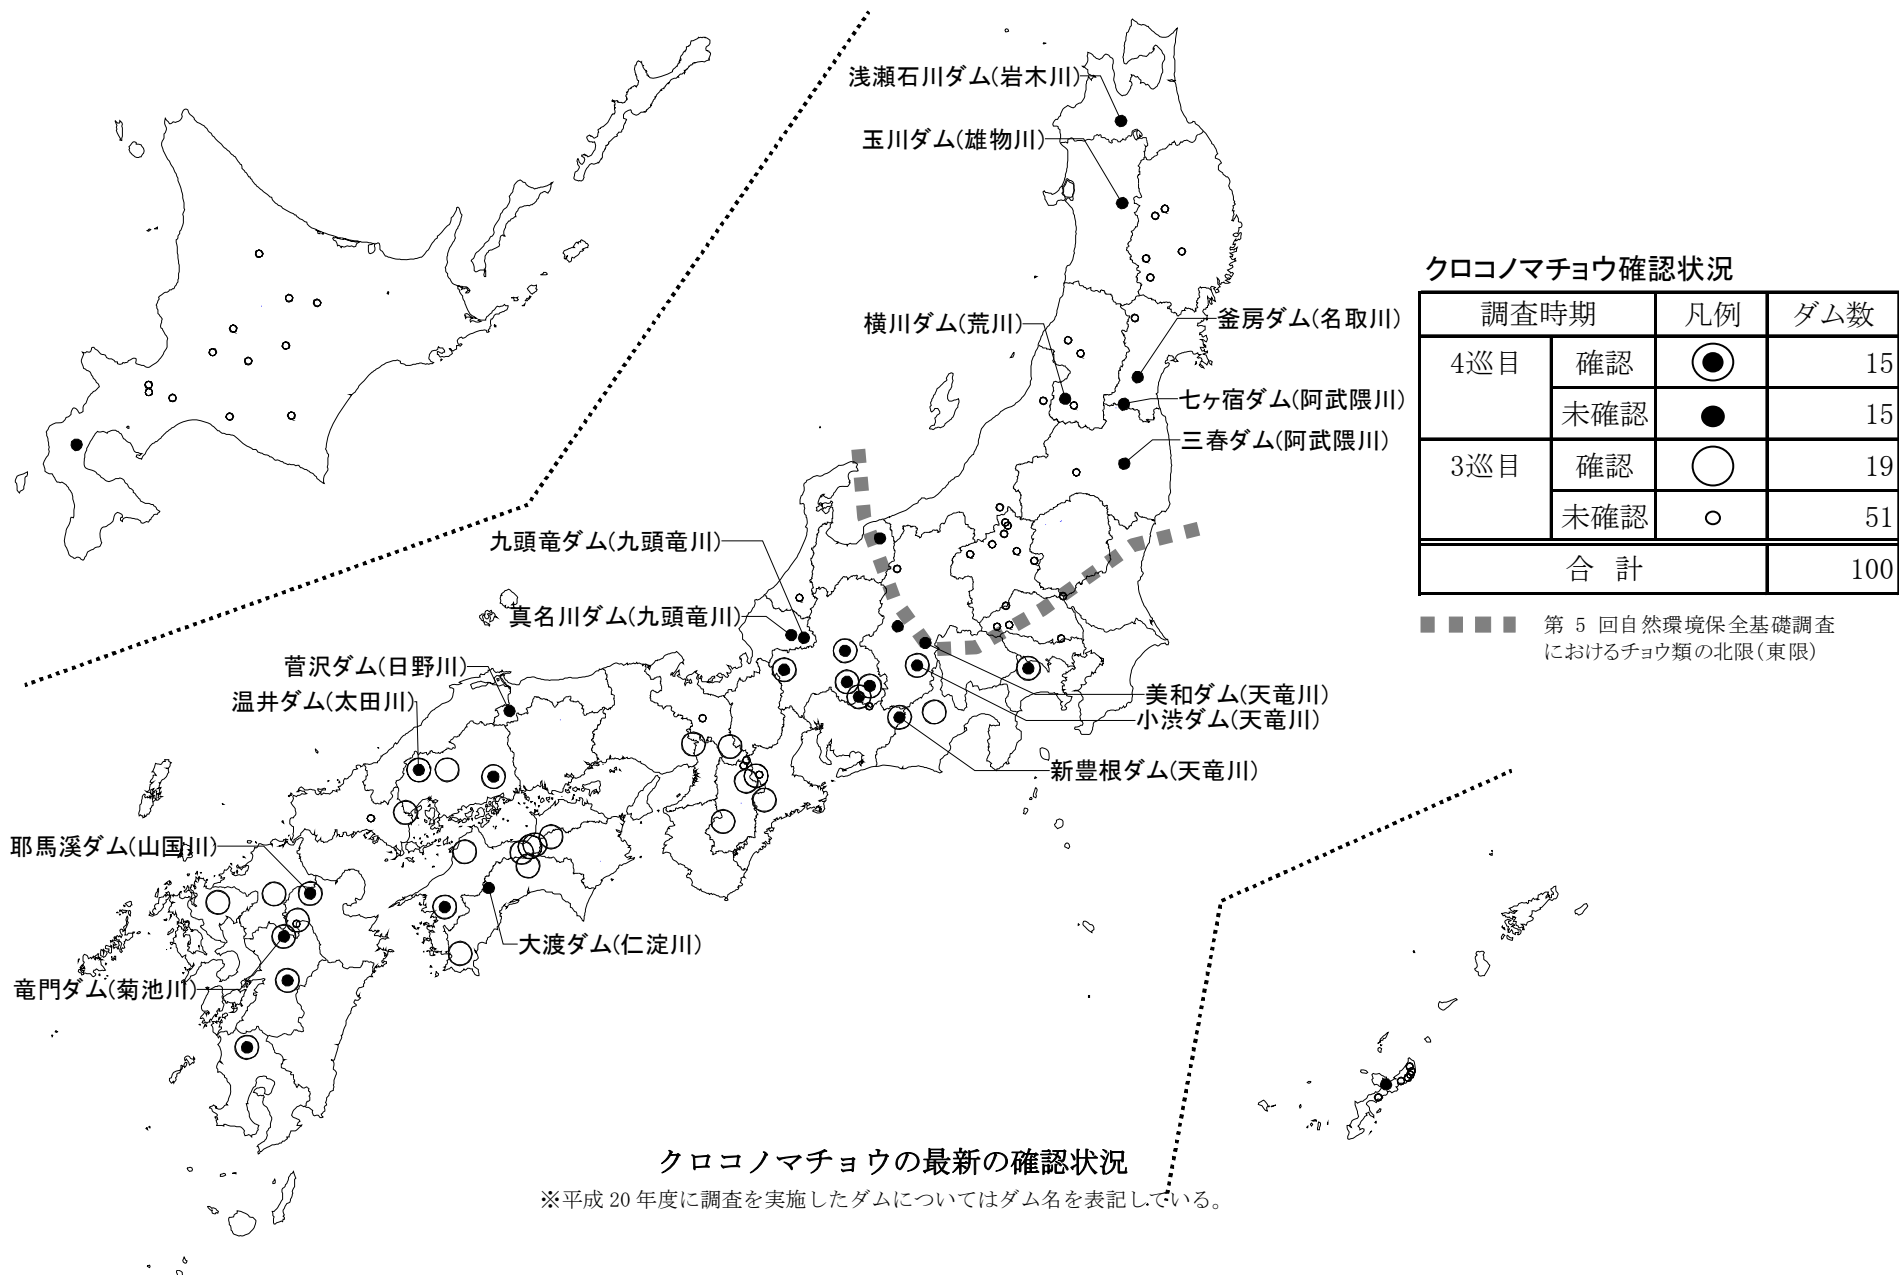 浅瀬石川ダム(岩木川)
玉川ダム(雄物川)
横川ダム(荒川)
釜房ダム(名取川)
七ヶ宿ダム(阿武隈川)
三春ダム(阿武隈川)
九頭竜ダム(九頭竜川)
真名川ダム(九頭竜川)
菅沢ダム(日野川)
温井ダム(太田川)
美和ダム(天竜川)
小渋ダム(天竜川)
新豊根ダム(天竜川)
耶馬溪ダム(山国川)
大渡ダム(仁淀川)
竜門ダム(菊池川)
クロコノマチョウ確認状況
調査時期 凡例 ダム数
4巡目 確認 15
未確認 15
3巡目 確認 19
未確認 51
合 計 100
第 5 回自然環境保全基礎調査
におけるチョウ類の北限(東限)
クロコノマチョウの最新の確認状況
※平成 20 年度に調査を実施したダムについてはダム名を表記している。